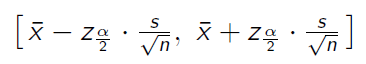 [ x̄ − z_{α/2} · s/√n, x̄ + z_{α/2} · s/√n ]